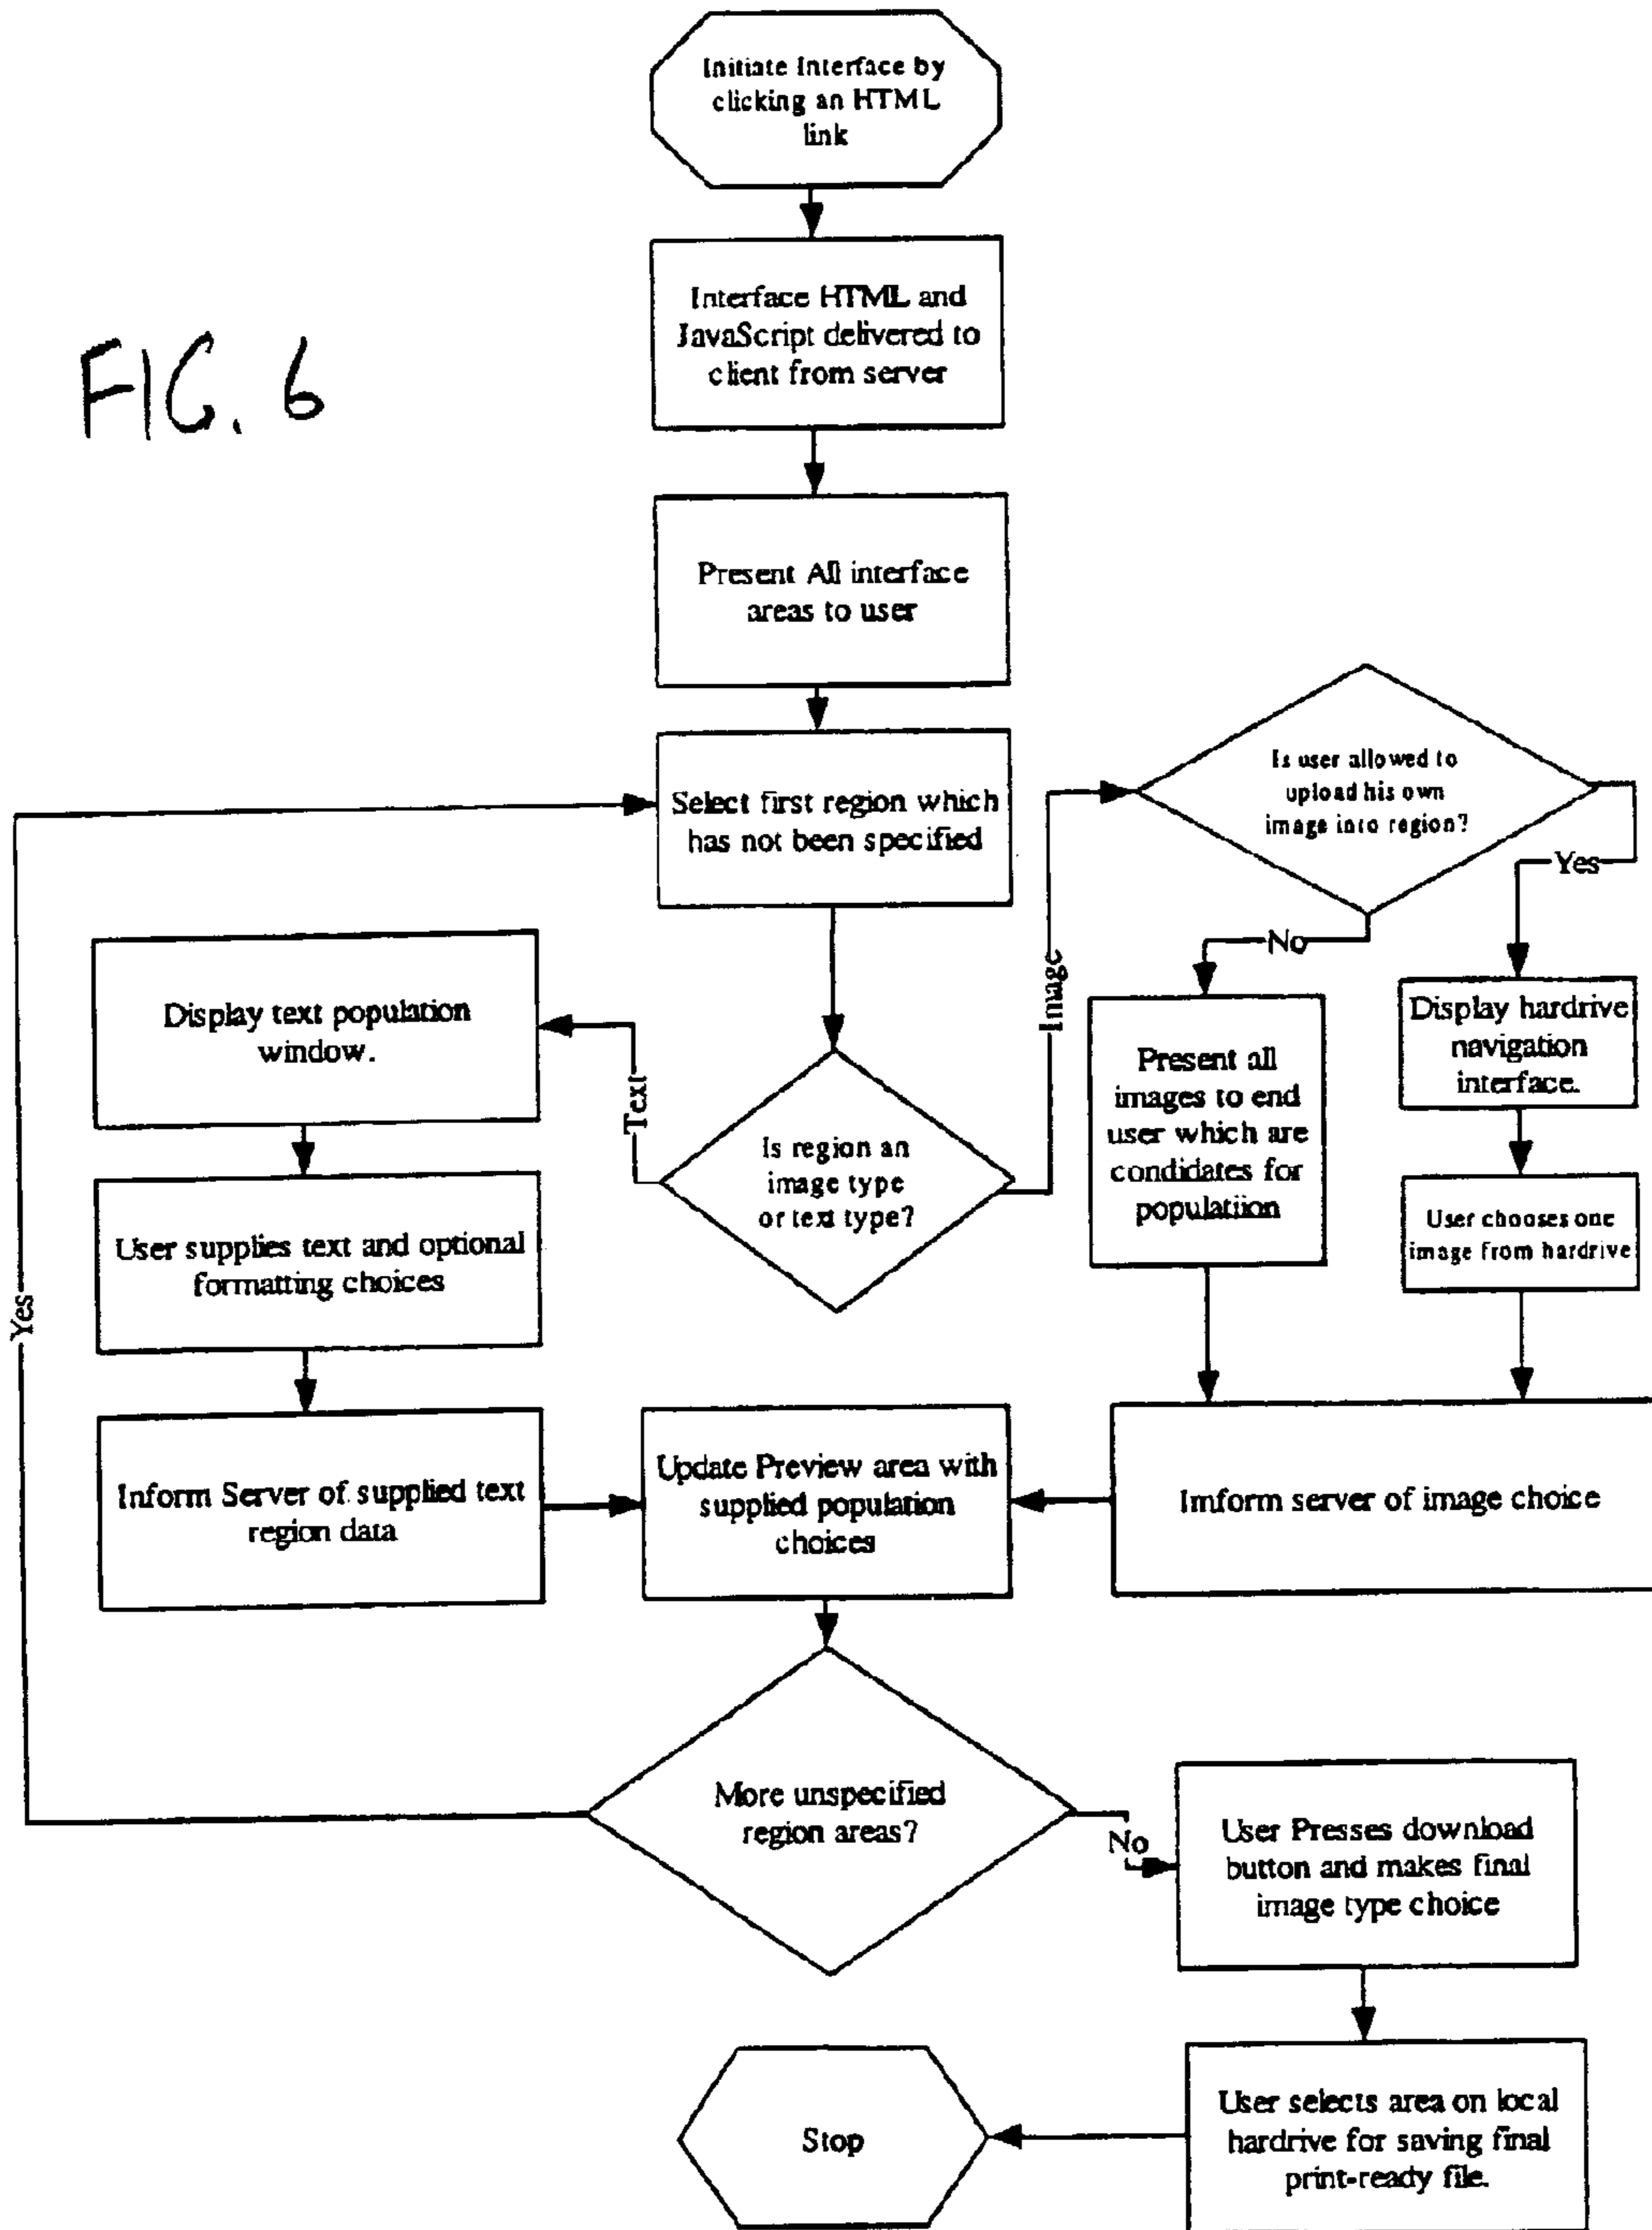 Initiate Interface by
clicking an HTML
link
Interface HTML and
JavaScript delivered to
client from server
FIG. 6
Present All interface
areas to user
Select first region which
has not been specified
Is user allowed to
upload his own
image into region?
Yes
No
Image
Display text population
window.
Text
Is region an
image type
or text type?
Present all
images to end
user which are
candidates for
populatiion
Display hardrive
navigation
interface.
User chooses one
image from hardrive
User supplies text and optional
formatting choices
Yes
Inform Server of supplied text
region data
Update Preview area with
supplied population
choices
Imform server of image choice
More unspecified
region areas?
No
User Presses download
button and makes final
image type choice
Stop
User selects area on local
hardrive for saving final
print-ready file.